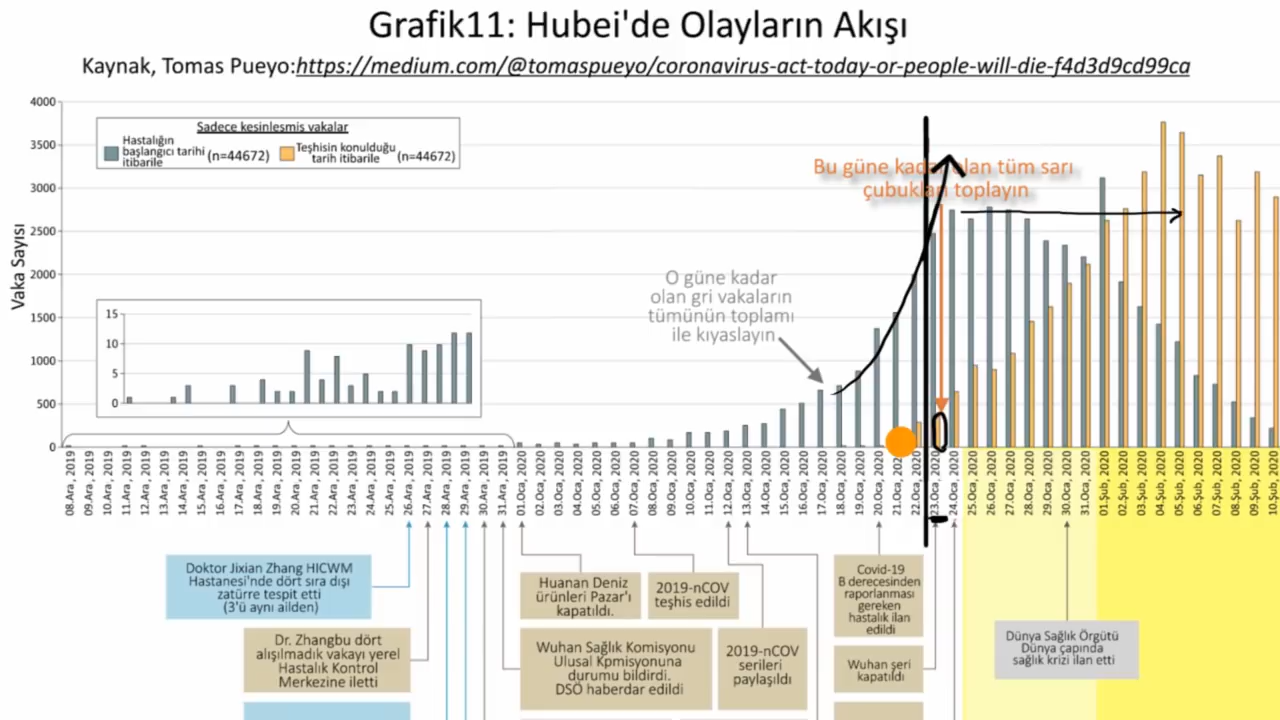 Grafik11: Hubei'de Olayların Akışı
Kaynak, Tomas Pueyo:https://medium.com/@tomaspueyo/coronavirus-act-today-or-people-will-die-f4d3d9cd99ca
Vaka Sayısı
4000
3500
3000
2500
2000
1500
1000
500
0
Sadece kesinleşmiş vakalar
Hastalığın
başlangıcı tarihi (n=44672)
itibarile
Teşhisin konulduğu
tarih itibarile (n=44672)
15
10
5
0
O güne kadar
olan gri vakaların
tümünün toplamı
ile kıyaslayın
Bu güne kadar olan tüm sarı
çubukları toplayın
08.Ara, 2019
09.Ara, 2019
10.Ara, 2019
11.Ara, 2019
12.Ara, 2019
13.Ara, 2019
14.Ara, 2019
15.Ara, 2019
16.Ara, 2019
17.Ara, 2019
18.Ara, 2019
19.Ara, 2019
20.Ara, 2019
21.Ara, 2019
22.Ara, 2019
23.Ara, 2019
24.Ara, 2019
25.Ara, 2019
26.Ara, 2019
27.Ara, 2019
28.Ara, 2019
29.Ara, 2019
30.Ara, 2019
31.Ara, 2019
01.Oca, 2020
02.Oca, 2020
03.Oca, 2020
04.Oca, 2020
05.Oca, 2020
06.Oca, 2020
07.Oca, 2020
08.Oca, 2020
09.Oca, 2020
10.Oca, 2020
11.Oca, 2020
12.Oca, 2020
13.Oca, 2020
14.Oca, 2020
15.Oca, 2020
16.Oca, 2020
17.Oca, 2020
18.Oca, 2020
19.Oca, 2020
20.Oca, 2020
21.Oca, 2020
22.Oca, 2020
23.Oca, 2020
24.Oca, 2020
25.Oca, 2020
26.Oca, 2020
27.Oca, 2020
28.Oca, 2020
29.Oca, 2020
30.Oca, 2020
31.Oca, 2020
01.Şub, 2020
02.Şub, 2020
03.Şub, 2020
04.Şub, 2020
05.Şub, 2020
06.Şub, 2020
07.Şub, 2020
08.Şub, 2020
09.Şub, 2020
10.Şub, 2020
Doktor Jixian Zhang HICWM
Hastanesi'nde dört sıra dışı
zatürre tespit etti
(3'ü aynı ailden)
Dr. Zhangbu dört
alışılmadık vakayı yerel
Hastalık Kontrol
Merkezine iletti
Huanan Deniz
ürünleri Pazar'ı
kapatıldı.
2019-nCOV
teşhis edildi
Wuhan Sağlık Komisyonu
Ulusal Kpmisyonuna
durumu bildirdi.
DSÖ haberdar edildi
2019-nCOV
serileri
paylaşıldı
Covid-19
B derecesinden
raporlanması
gereken
hastalık ilan
edildi
Wuhan şeri
kapatıldı
Dünya Sağlık Örgütü
Dünya çapında
sağlık krizi ilan etti